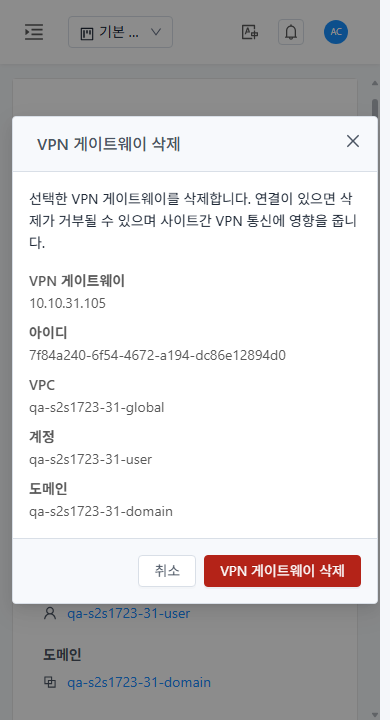 기본 ...
AC
VPN 게이트웨이 삭제
선택한 VPN 게이트웨이를 삭제합니다. 연결이 있으면 삭
제가 거부될 수 있으며 사이트간 VPN 통신에 영향을 줍니
다.
VPN 게이트웨이
10.10.31.105
아이디
7f84a240-6f54-4672-a194-dc86e12894d0
VPC
qa-s2s1723-31-global
계정
qa-s2s1723-31-user
도메인
qa-s2s1723-31-domain
취소
VPN 게이트웨이 삭제
qa-s2s1723-31-user
도메인
qa-s2s1723-31-domain